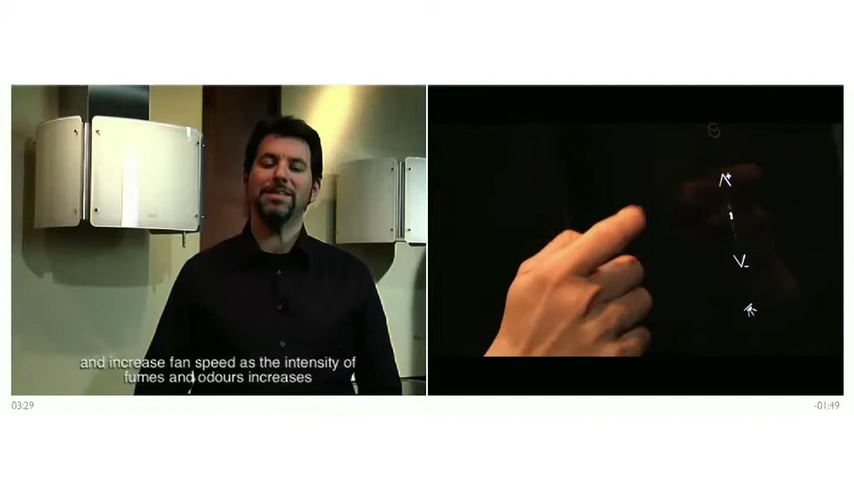 and increase fan speed as the intensity of
fumes and odours increases
03:29
-01:49